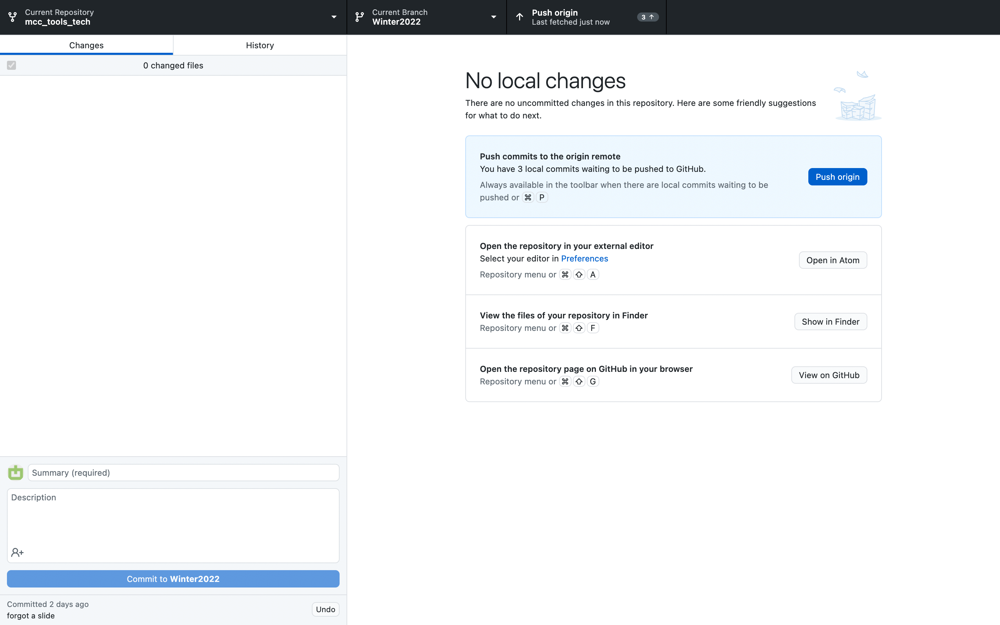 Current Repository
mcc_tools_tech
Current Branch
Winter2022
Push origin
Last fetched just now
3 ↑
Changes
History
0 changed files
No local changes
There are no uncommitted changes in this repository. Here are some friendly suggestions
for what to do next.
Push commits to the origin remote
You have 3 local commits waiting to be pushed to GitHub.
Always available in the toolbar when there are local commits waiting to be
pushed or ⌘ P
Push origin
Open the repository in your external editor
Select your editor in Preferences
Repository menu or ⌘ ⇧ A
Open in Atom
View the files of your repository in Finder
Repository menu or ⌘ ⇧ F
Show in Finder
Open the repository page on GitHub in your browser
Repository menu or ⌘ ⇧ G
View on GitHub
Summary (required)
Description
Commit to Winter2022
Committed 2 days ago
forgot a slide
Undo